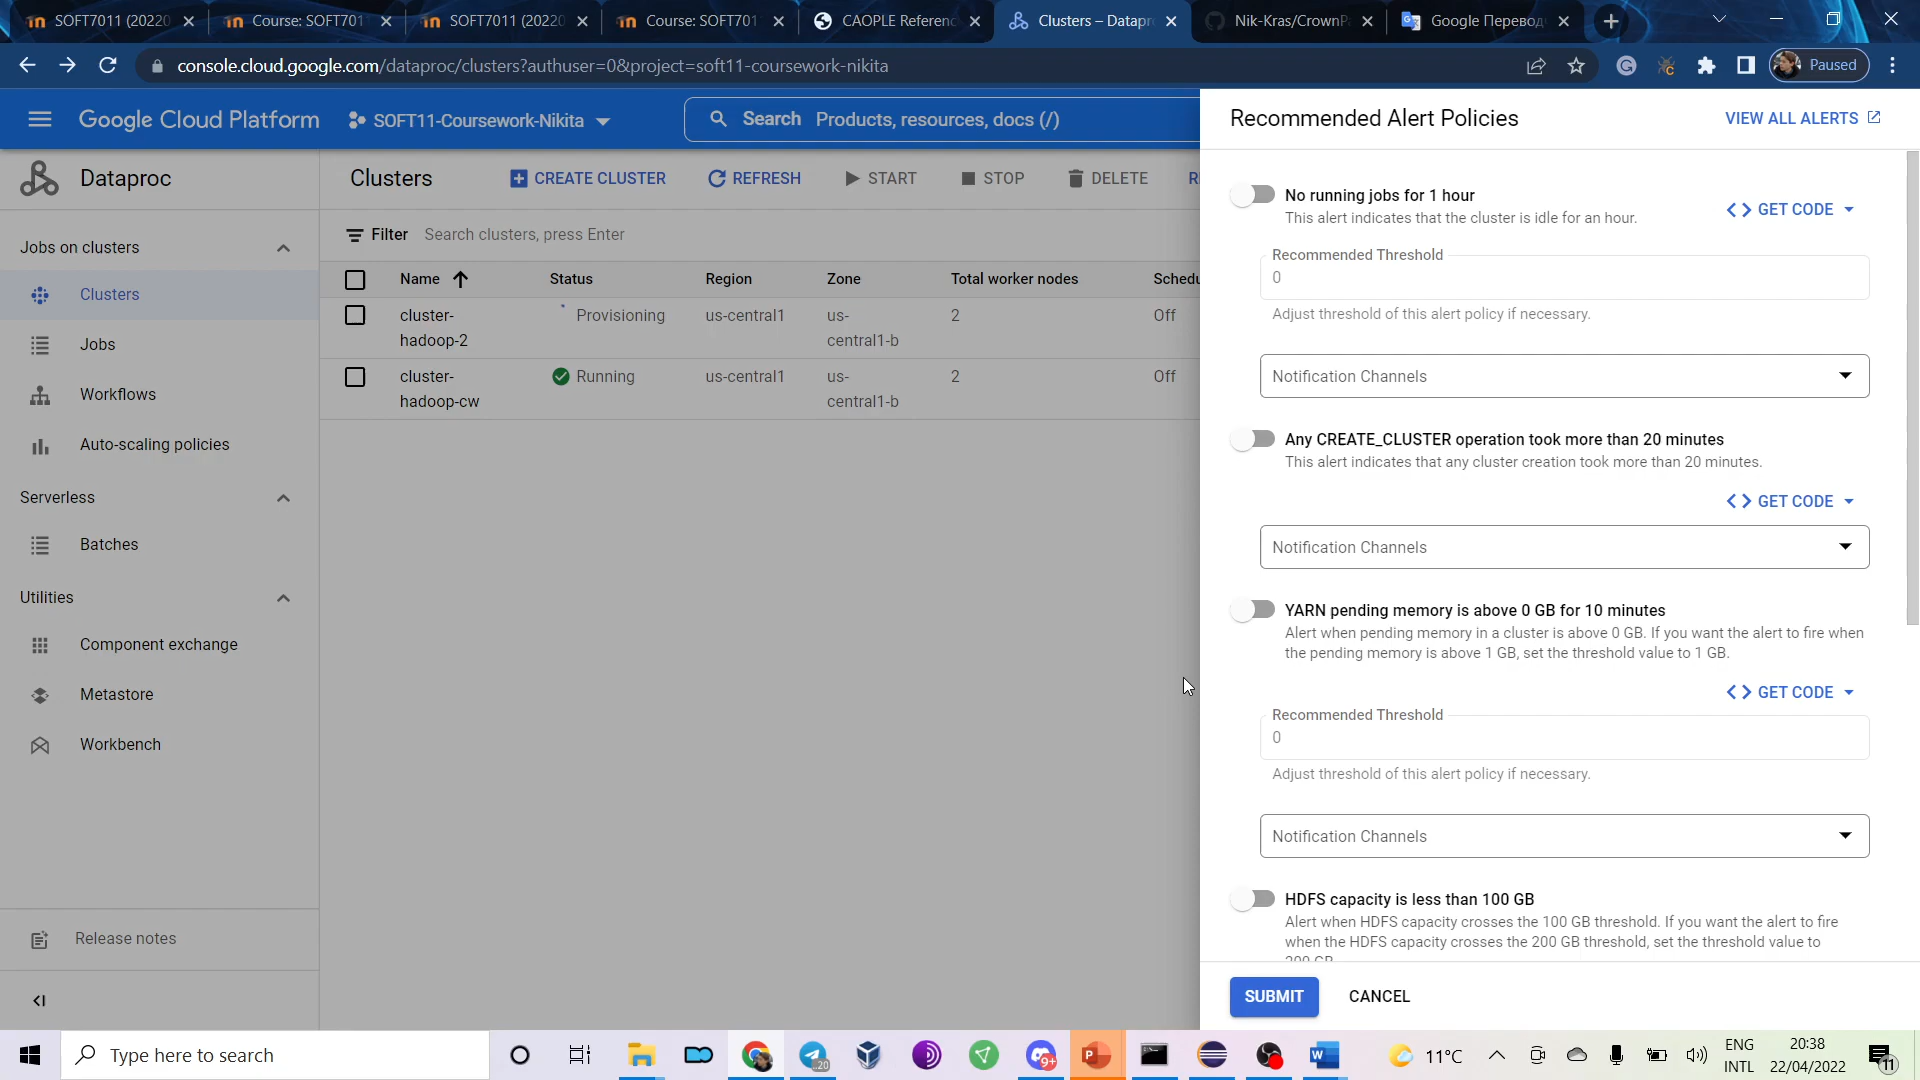 SOFT7011 (20220
Course: SOFT701
SOFT7011 (20220
Course: SOFT701
CAOPLE Referenc
Clusters – Datapr
Nik-Kras/CrownP
Google Перевод
console.cloud.google.com/dataproc/clusters?authuser=0&project=soft11-coursework-nikita
Paused
Google Cloud Platform
SOFT11-Coursework-Nikita
Search Products, resources, docs (/)
Dataproc
Jobs on clusters
Clusters
Jobs
Workflows
Auto-scaling policies
Serverless
Batches
Utilities
Component exchange
Metastore
Workbench
Release notes
Clusters
CREATE CLUSTER
REFRESH
START
STOP
DELETE
Filter Search clusters, press Enter
Name Status Region Zone Total worker nodes Schedu
cluster-hadoop-2 Provisioning us-central1 us-central1-b 2 Off
cluster-hadoop-cw Running us-central1 us-central1-b 2 Off
Recommended Alert Policies
VIEW ALL ALERTS
No running jobs for 1 hour
This alert indicates that the cluster is idle for an hour.
GET CODE
Recommended Threshold
0
Adjust threshold of this alert policy if necessary.
Notification Channels
Any CREATE_CLUSTER operation took more than 20 minutes
This alert indicates that any cluster creation took more than 20 minutes.
GET CODE
Notification Channels
YARN pending memory is above 0 GB for 10 minutes
Alert when pending memory in a cluster is above 0 GB. If you want the alert to fire when
the pending memory is above 1 GB, set the threshold value to 1 GB.
GET CODE
Recommended Threshold
0
Adjust threshold of this alert policy if necessary.
Notification Channels
HDFS capacity is less than 100 GB
Alert when HDFS capacity crosses the 100 GB threshold. If you want the alert to fire
when the HDFS capacity crosses the 200 GB threshold, set the threshold value to
200 GB.
SUBMIT
CANCEL
Type here to search
..20
9+
11°C
ENG
INTL
20:38
22/04/2022
11